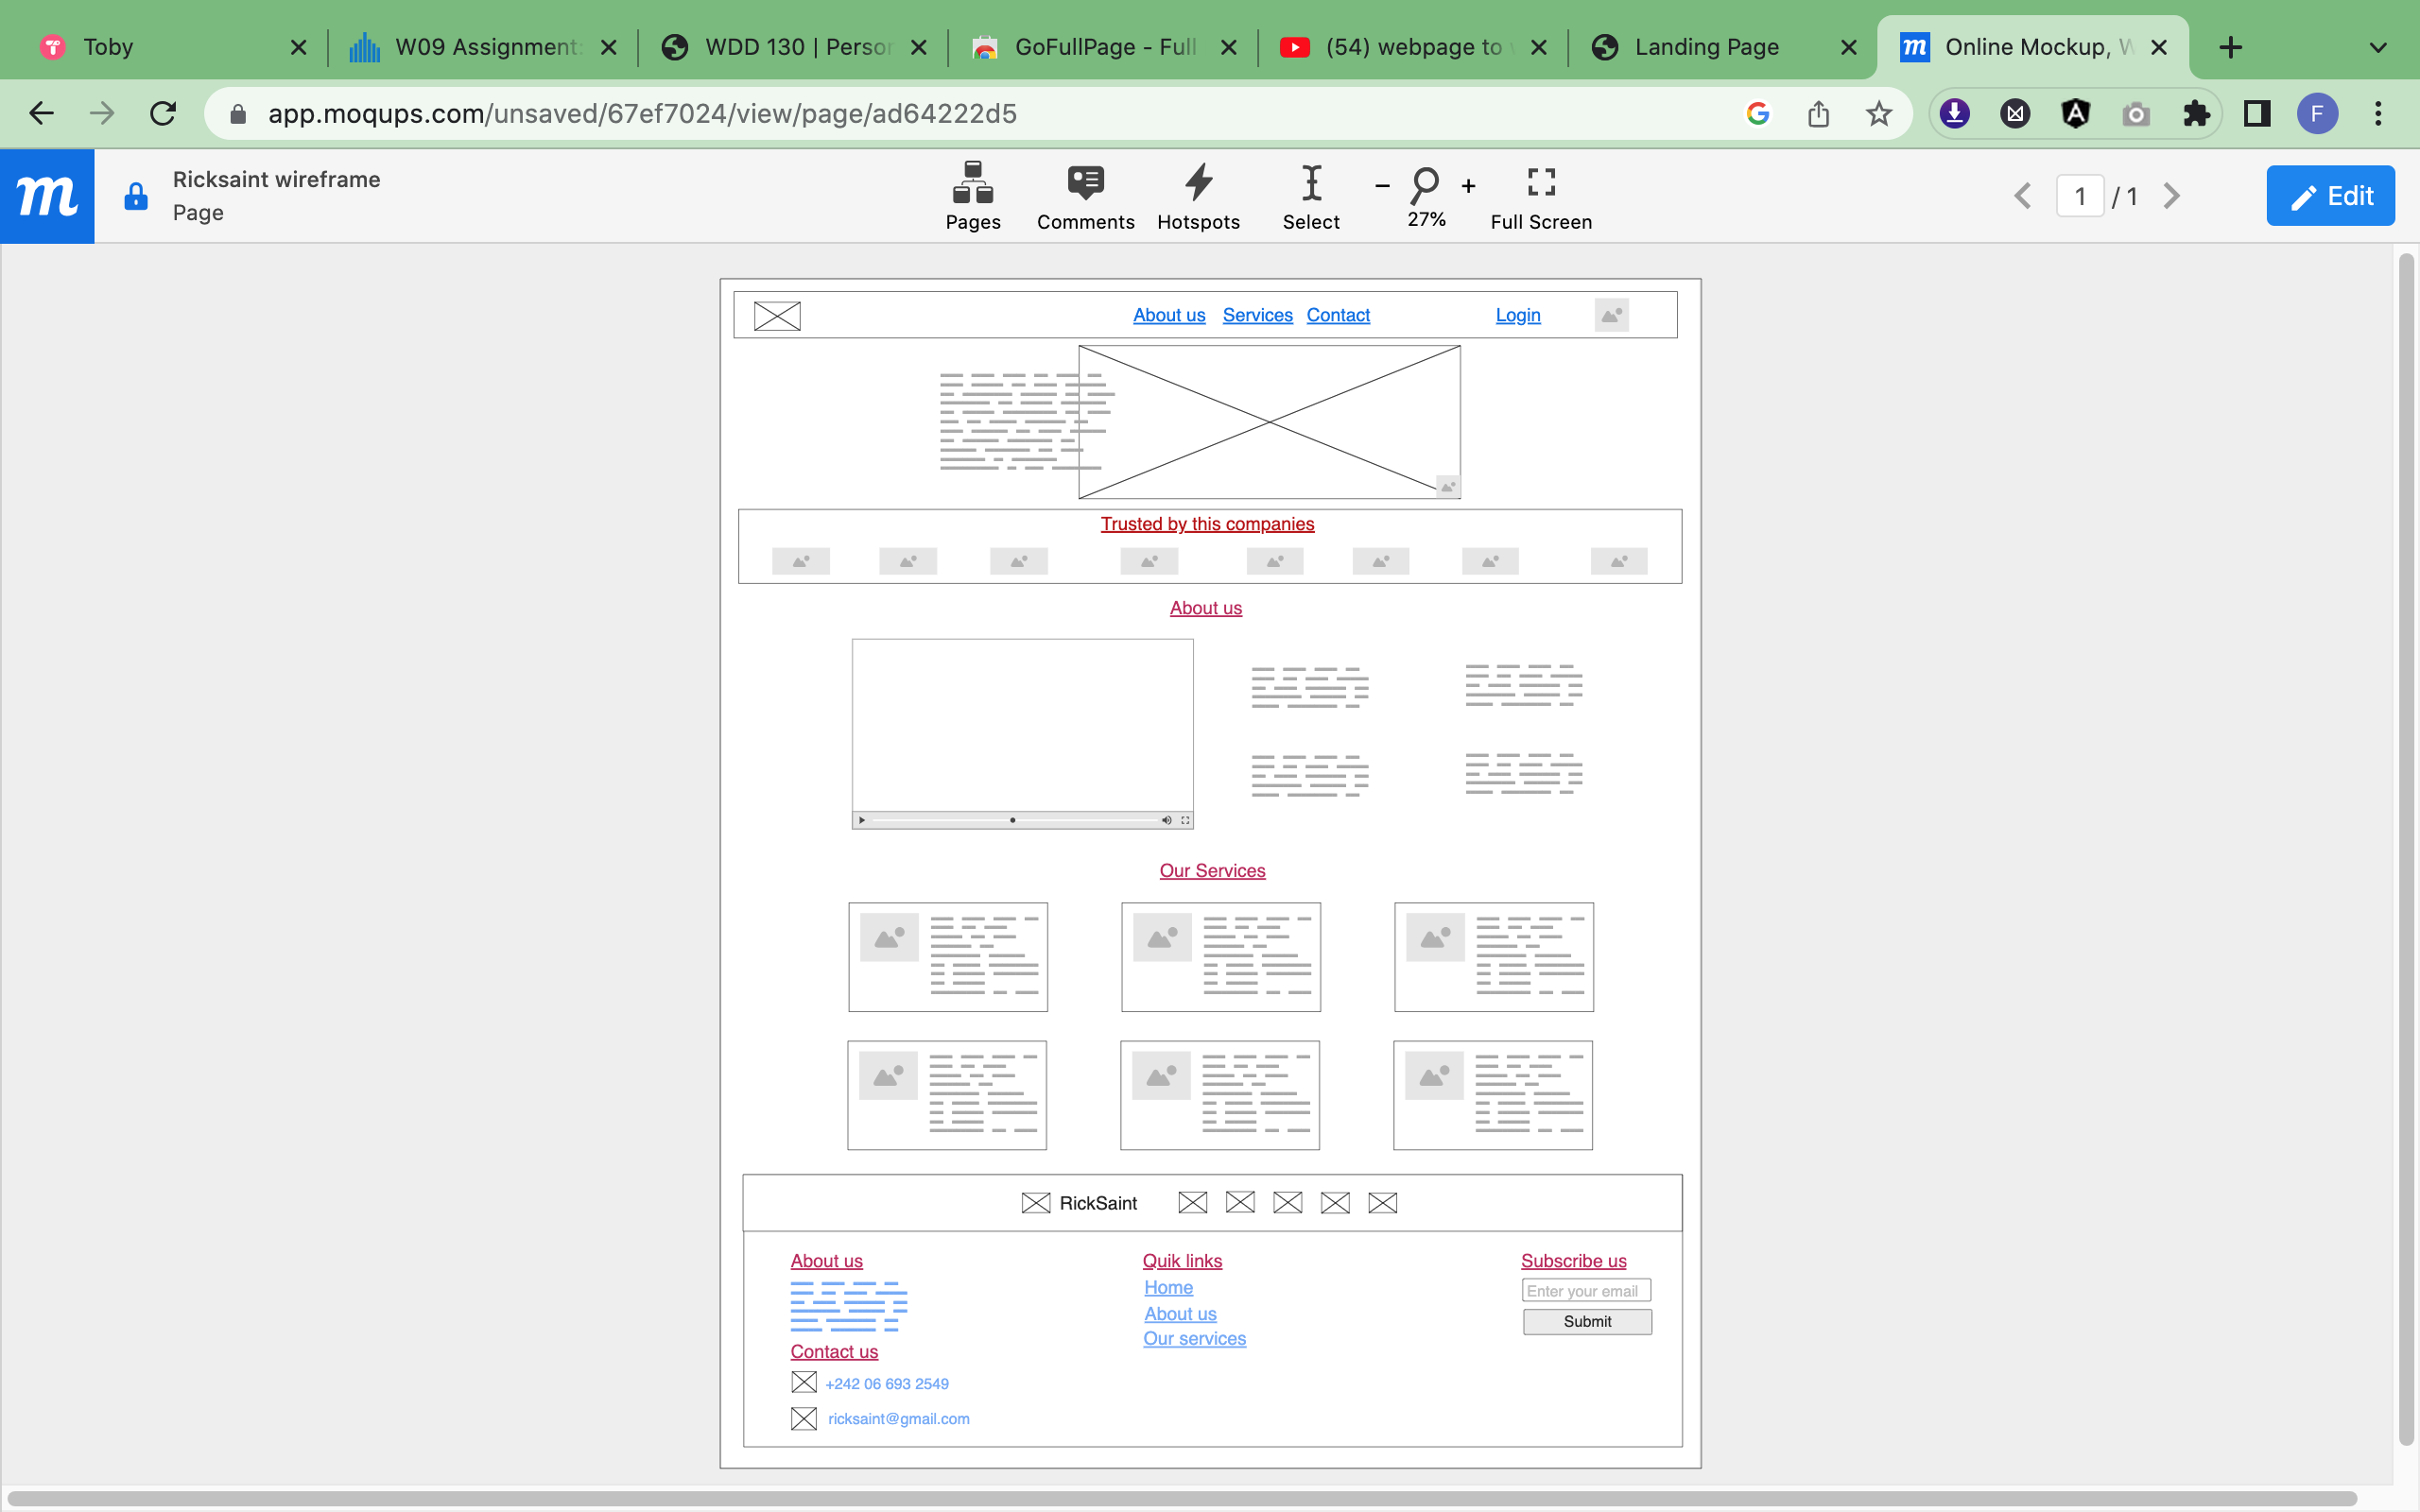 Toby
W09 Assignment:
WDD 130 | Person
GoFullPage - Full
(54) webpage to
Landing Page
Online Mockup, W
app.moqups.com/unsaved/67ef7024/view/page/ad64222d5
F
m
Ricksaint wireframe
Page
Pages
Comments
Hotspots
Select
27%
Full Screen
1 / 1
Edit
About us Services Contact Login
Trusted by this companies
About us
Our Services
RickSaint
About us
Quik links
Home
About us
Our services
Subscribe us
Enter your email
Submit
Contact us
+242 06 693 2549
ricksaint@gmail.com